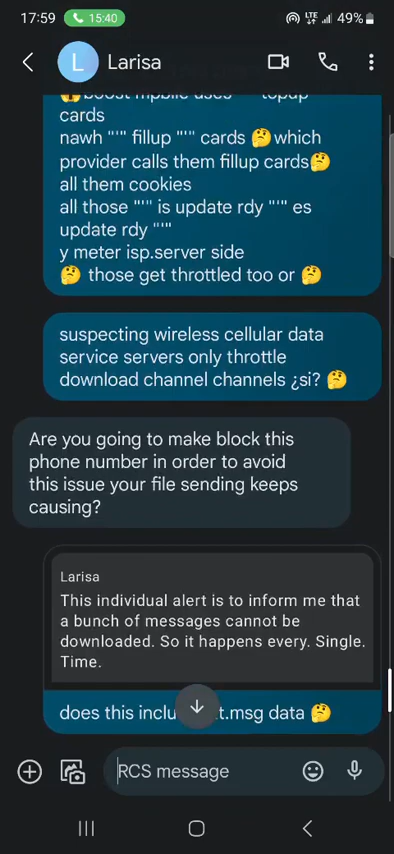 17:59 15:40 LTE 49%
L Larisa
boost mpbile uses """ topup
cards
nawh "'" fillup "'" cards 🤔 which
provider calls them fillup cards🤔
all them cookies
all those "'" is update rdy "'" es
update rdy "'"
y meter isp.server side
🤔 those get throttled too or 🤔
suspecting wireless cellular data
service servers only throttle
download channel channels ¿si? 🤔
Are you going to make block this
phone number in order to avoid
this issue your file sending keeps
causing?
Larisa
This individual alert is to inform me that
a bunch of messages cannot be
downloaded. So it happens every. Single.
Time.
does this t.msg data 🤔
RCS message